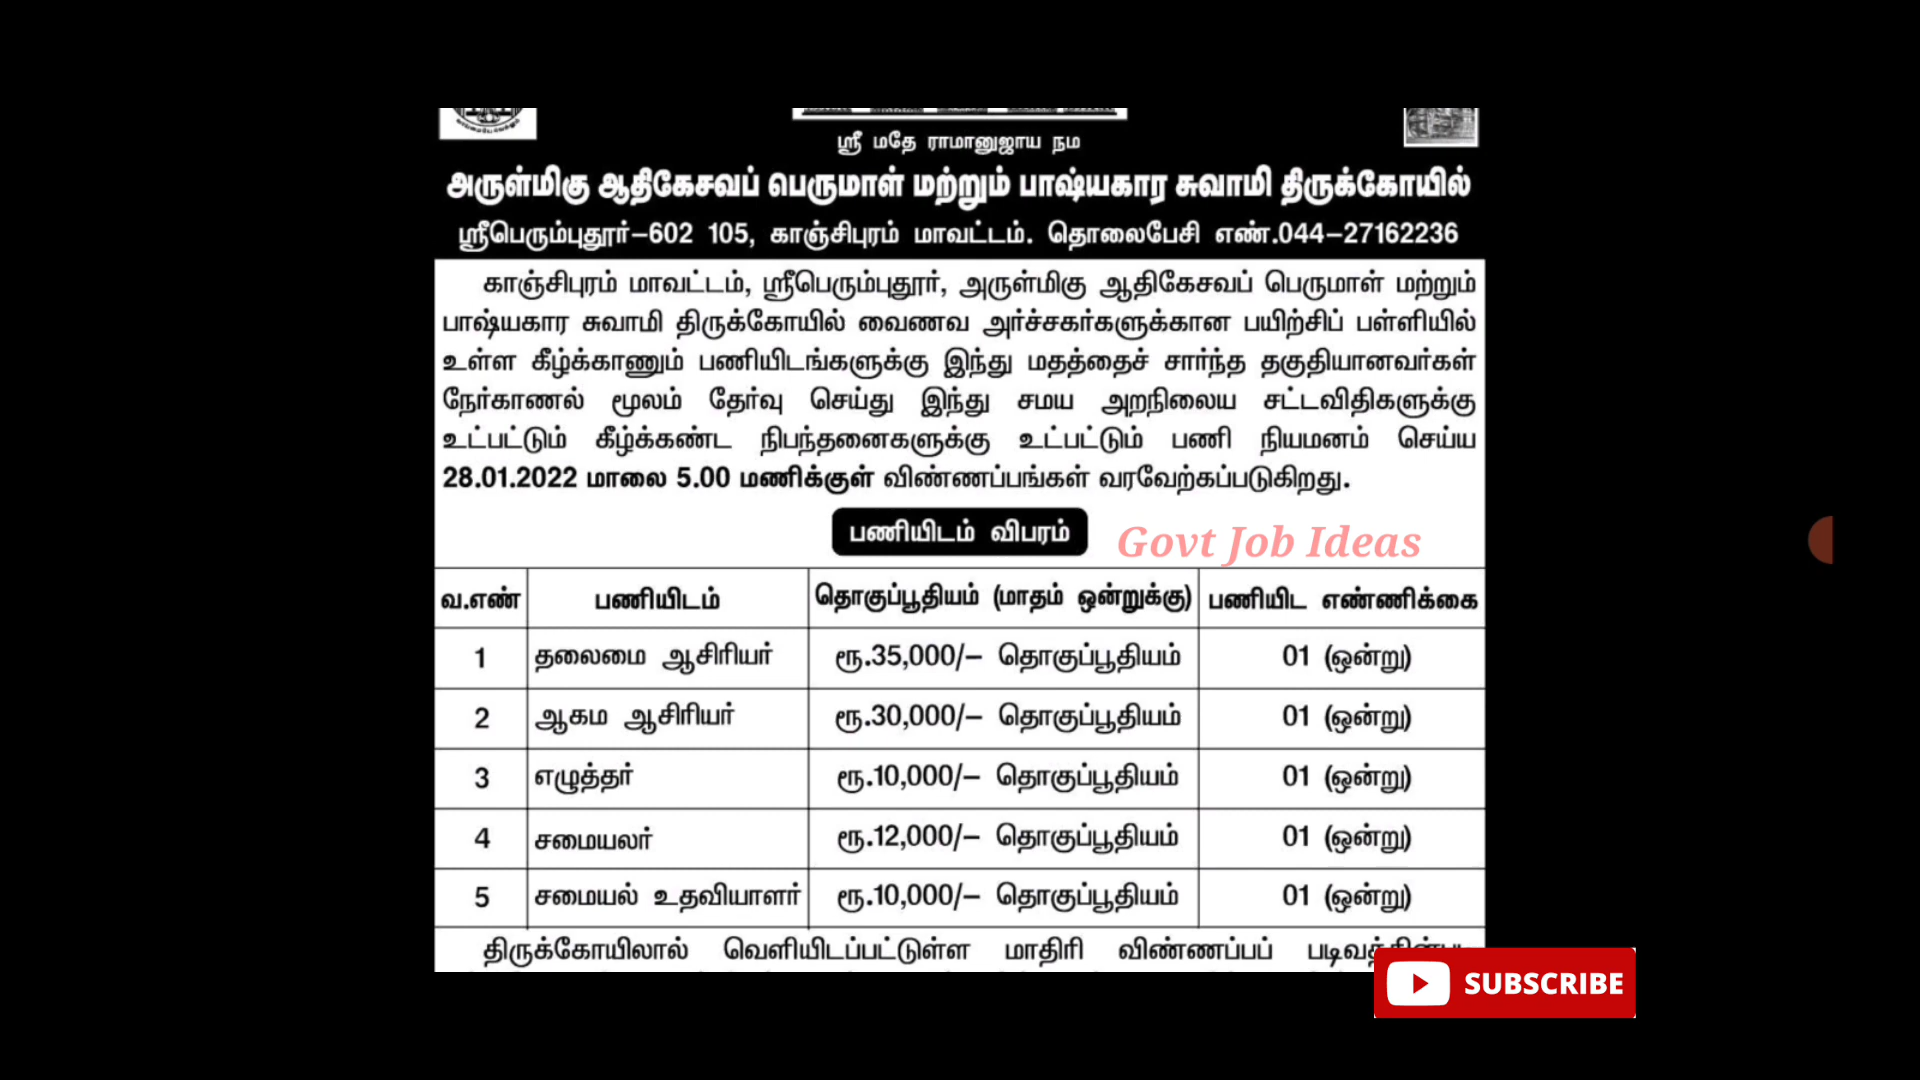 ஸ்ரீ மதே ராமானுஜாய நம
அருள்மிகு ஆதிகேசவப் பெருமாள் மற்றும் பாஷ்யகார சுவாமி திருக்கோயில்
ஸ்ரீபெரும்புதூர்–602 105, காஞ்சிபுரம் மாவட்டம். தொலைபேசி எண்.044–27162236
காஞ்சிபுரம் மாவட்டம், ஸ்ரீபெரும்புதூர், அருள்மிகு ஆதிகேசவப் பெருமாள் மற்றும்
பாஷ்யகார சுவாமி திருக்கோயில் வைணவ அர்ச்சகர்களுக்கான பயிற்சிப் பள்ளியில்
உள்ள கீழ்க்காணும் பணியிடங்களுக்கு இந்து மதத்தைச் சார்ந்த தகுதியானவர்கள்
நேர்காணல் மூலம் தேர்வு செய்து இந்து சமய அறநிலைய சட்டவிதிகளுக்கு
உட்பட்டும் கீழ்க்கண்ட நிபந்தனைகளுக்கு உட்பட்டும் பணி நியமனம் செய்ய
28.01.2022 மாலை 5.00 மணிக்குள் விண்ணப்பங்கள் வரவேற்கப்படுகிறது.
பணியிடம் விபரம்
Govt Job Ideas
வ.எண் பணியிடம் தொகுப்பூதியம் (மாதம் ஒன்றுக்கு) பணியிட எண்ணிக்கை
1 தலைமை ஆசிரியர் ரூ.35,000/– தொகுப்பூதியம் 01 (ஒன்று)
2 ஆகம ஆசிரியர் ரூ.30,000/– தொகுப்பூதியம் 01 (ஒன்று)
3 எழுத்தர் ரூ.10,000/– தொகுப்பூதியம் 01 (ஒன்று)
4 சமையலர் ரூ.12,000/– தொகுப்பூதியம் 01 (ஒன்று)
5 சமையல் உதவியாளர் ரூ.10,000/– தொகுப்பூதியம் 01 (ஒன்று)
திருக்கோயிலால் வெளியிடப்பட்டுள்ள மாதிரி விண்ணப்பப்
SUBSCRIBE